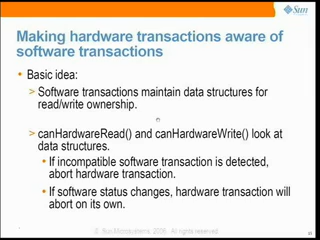 Sun
Making hardware transactions aware of
software transactions
• Basic idea:
> Software transactions maintain data structures for
read/write ownership.
> canHardwareRead() and canHardwareWrite() look at
data structures.
• If incompatible software transaction is detected,
abort hardware transaction.
• If software status changes, hardware transaction will
abort on its own.
© Sun Microsystems, 2006. All rights reserved